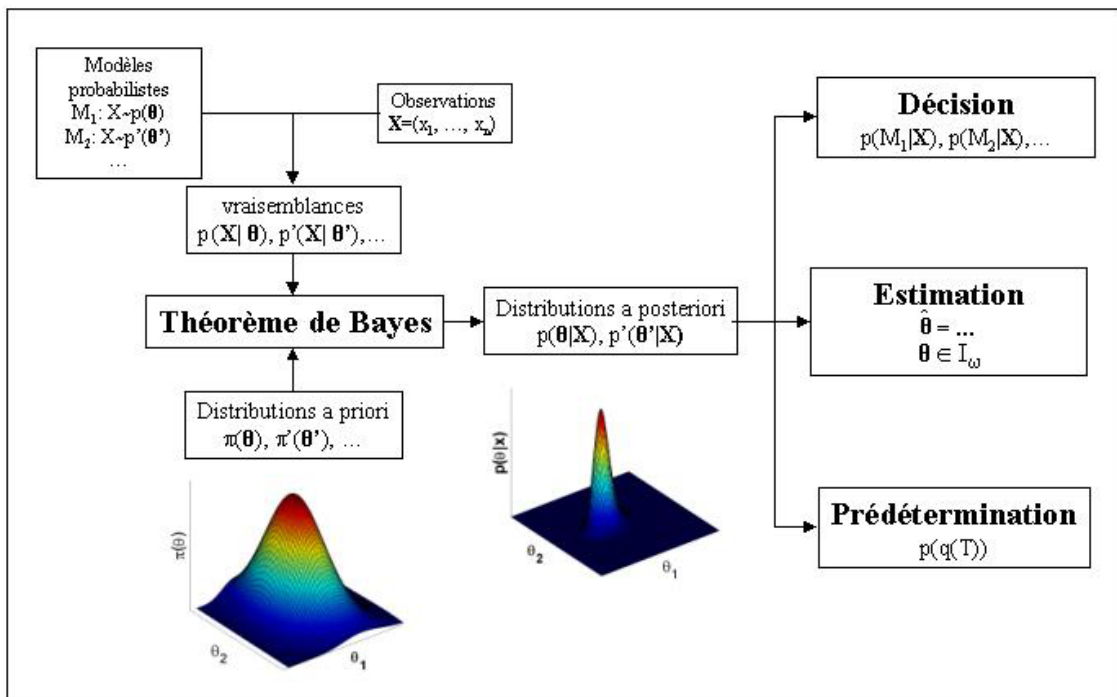 Modèles
probabilistes
M₁: X~p(θ)
M₂: X~p'(θ')
...
Observations
X=(x₁, ..., xₙ)
vraisemblances
p(X| θ), p'(X| θ'),...
Théorème de Bayes
Distributions a priori
π(θ), π'(θ'), ...
Distributions a posteriori
p(θ|X), p'(θ'|X)
Décision
p(M₁|X), p(M₂|X),...
Estimation
θ̂ = ...
θ ∈ I_ω
Prédétermination
p(q(T))
π(θ)
θ₂
θ₁
p(θ|x)
θ₂
θ₁